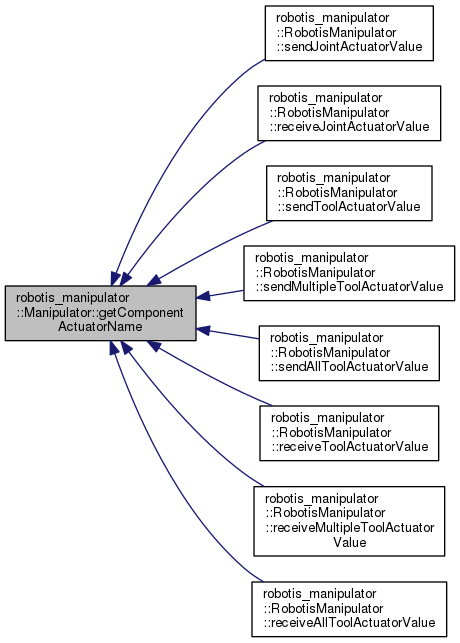 robotis_manipulator
::RobotisManipulator
::sendJointActuatorValue
robotis_manipulator
::RobotisManipulator
::receiveJointActuatorValue
robotis_manipulator
::RobotisManipulator
::sendToolActuatorValue
robotis_manipulator
::RobotisManipulator
::sendMultipleToolActuatorValue
robotis_manipulator
::Manipulator::getComponent
ActuatorName
robotis_manipulator
::RobotisManipulator
::sendAllToolActuatorValue
robotis_manipulator
::RobotisManipulator
::receiveToolActuatorValue
robotis_manipulator
::RobotisManipulator
::receiveMultipleToolActuator
Value
robotis_manipulator
::RobotisManipulator
::receiveAllToolActuatorValue